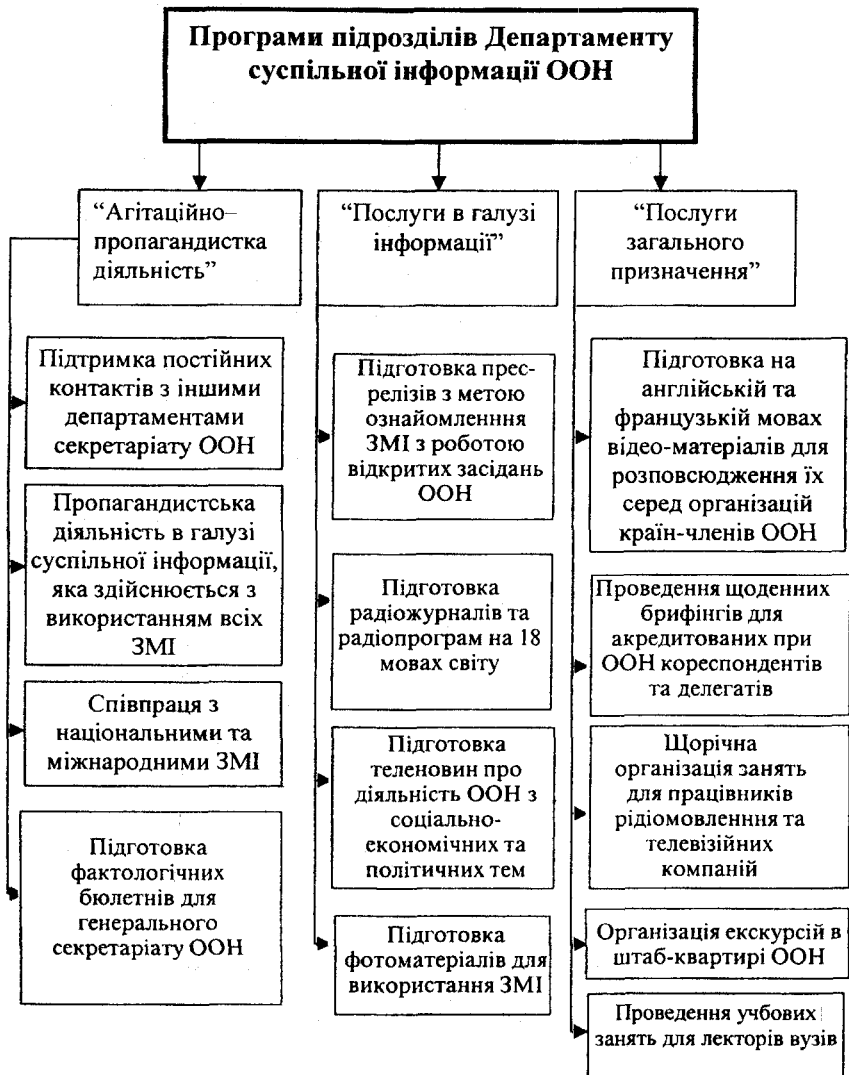 Програми підрозділів Департаменту
суспільної інформації ООН
“Агітаційно–
пропагандистка
діяльність”
Підтримка постійних
контактів з іншими
департаментами
секретаріату ООН
Пропагандистська
діяльність в галузі
суспільної інформації,
яка здійснюється з
використанням всіх
ЗМІ
Співпраця з
національними та
міжнародними ЗМІ
Підготовка
фактологічних
бюлетнів для
генерального
секретаріату ООН
“Послуги в галузі
інформації”
Підготовка прес-
релізів з метою
ознайомленння
ЗМІ з роботою
відкритих засідань
ООН
Підготовка
радіожурналів та
радіопрограм на 18
мовах світу
Підготовка
теленовин про
діяльність ООН з
соціально-
економічних та
політичних тем
Підготовка
фотоматеріалів для
використання ЗМІ
“Послуги
загального
призначення”
Підготовка на
англійській та
французькій мовах
відео-матеріалів для
розповсюдження їх
серед організацій
країн-членів ООН
Проведення щоденних
брифінгів для
акредитованих при
ООН кореспондентів
та делегатів
Щорічна
організація занять
для працівників
рідіомовленння та
телевізійних
компаній
Організація екскурсій в
штаб-квартирі ООН
Проведення учбових
занять для лекторів вузів